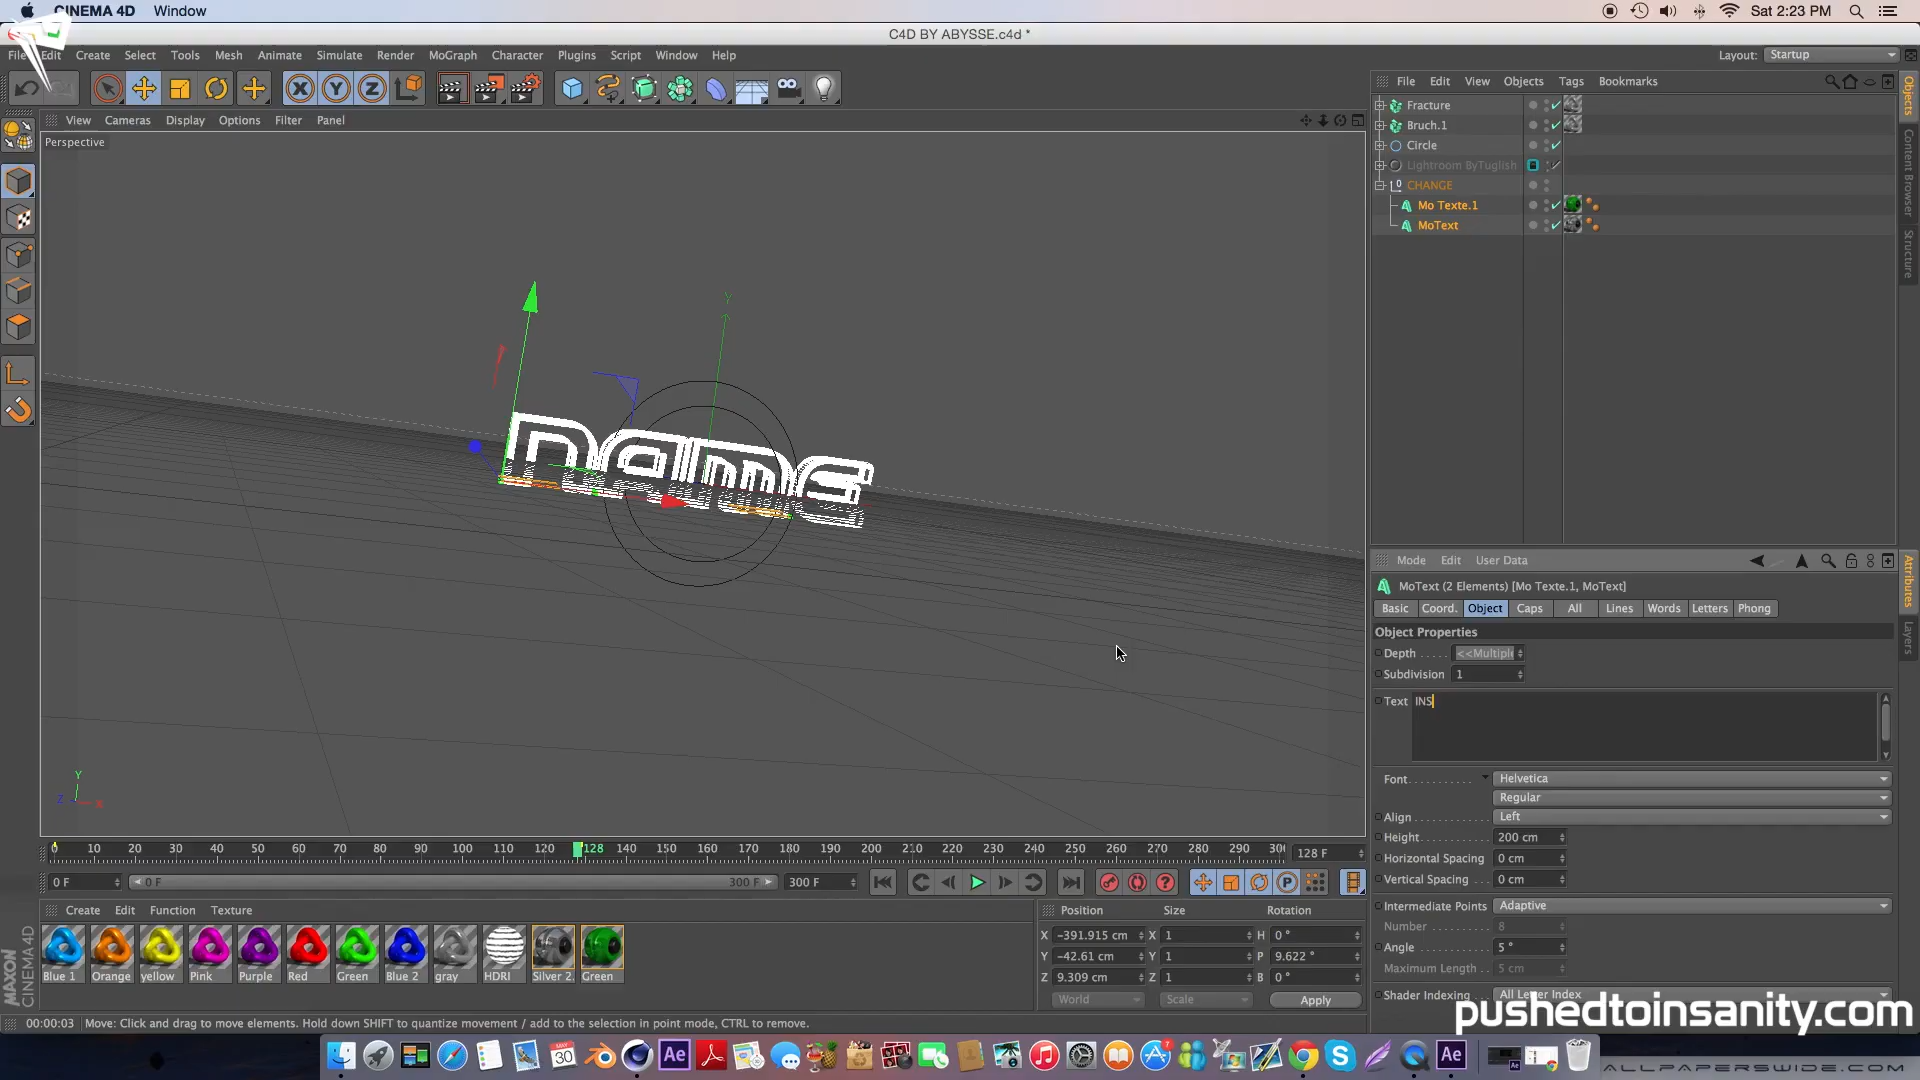 CINEMA 4D Window
Sat 2:23 PM
C4D BY ABYSSE.c4d *
File Edit Create Select Tools Mesh Animate Simulate Render MoGraph Character Plugins Script Window Help
Layout: Startup
View Cameras Display Options Filter Panel
Perspective
File Edit View Objects Tags Bookmarks
Fracture
Bruch.1
Circle
Lightroom ByTuglish
CHANGE
Mo Texte.1
MoText
Objects
Content Browser
Structure
Y
Mode Edit User Data
MoText (2 Elements) [Mo Texte.1, MoText]
Basic Coord. Object Caps All Lines Words Letters Phong
Object Properties
Depth <<Multiple
Subdivision 1
Text INS
Font Helvetica
Regular
Align Left
Height 200 cm
Horizontal Spacing 0 cm
Vertical Spacing 0 cm
Intermediate Points Adaptive
Number 8
Angle 5 °
Maximum Length 5 cm
Shader Indexing All Letter Index
Attributes
Layers
Y
Z X
0 10 20 30 40 50 60 70 80 90 100 110 120 128 140 150 160 170 180 190 200 210 220 230 240 250 260 270 280 290 300
128 F
0 F 0 F 300 F 300 F
Create Edit Function Texture
Blue 1 Orange yellow Pink Purple Red Green Blue 2 gray HDRI Silver 2. Green
Position Size Rotation
X -391.915 cm X 1 H 0 °
Y -42.61 cm Y 1 P 9.622 °
Z 9.309 cm Z 1 B 0 °
World Scale Apply
MAXON
CINEMA 4D
00:00:03 Move: Click and drag to move elements. Hold down SHIFT to quantize movement / add to the selection in point mode, CTRL to remove.
pushedtoinsanity.com
ALLPAPERSWIDE.COM